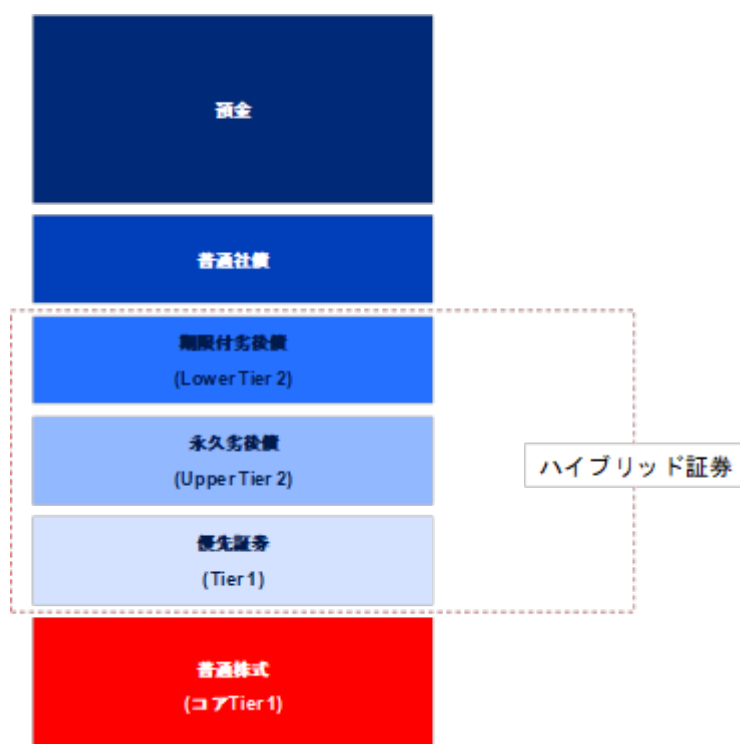 預金
普通社債
期限付劣後債
(Lower Tier 2)
永久劣後債
(Upper Tier 2)
ハイブリッド証券
優先証券
(Tier 1)
普通株式
(コアTier 1)